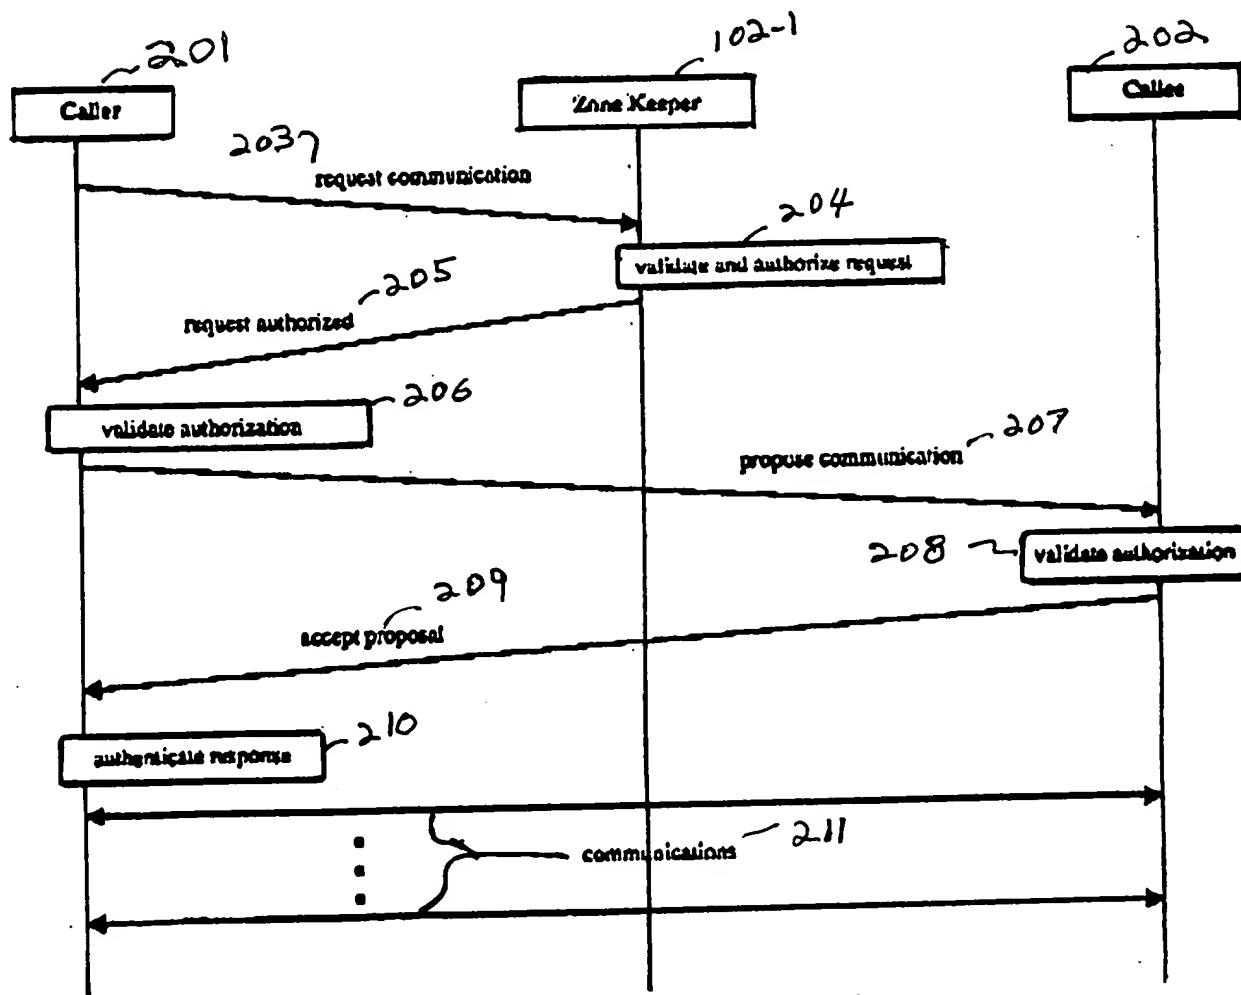 201
102-1
202
Caller
Zone Keeper
Callee
203
request communication
204
validate and authorize request
205
request authorized
206
validate authorization
207
propose communication
208
validate authorization
209
accept proposal
210
authenticate response
211
communications